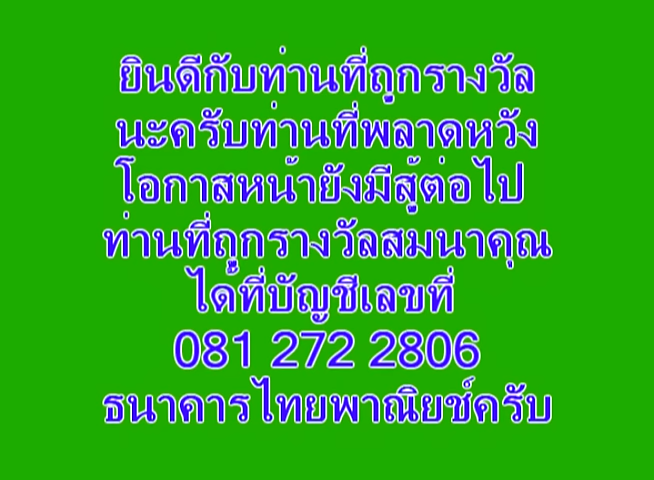 ยินดีกับท่านที่ถูกรางวัล
นะครับท่านที่พลาดหวัง
โอกาสหน้ายังมีสู้ต่อไป
ท่านที่ถูกรางวัลสมนาคุณ
ได้ที่บัญชีเลขที่
081 272 2806
ธนาคารไทยพาณิยช์ครับ